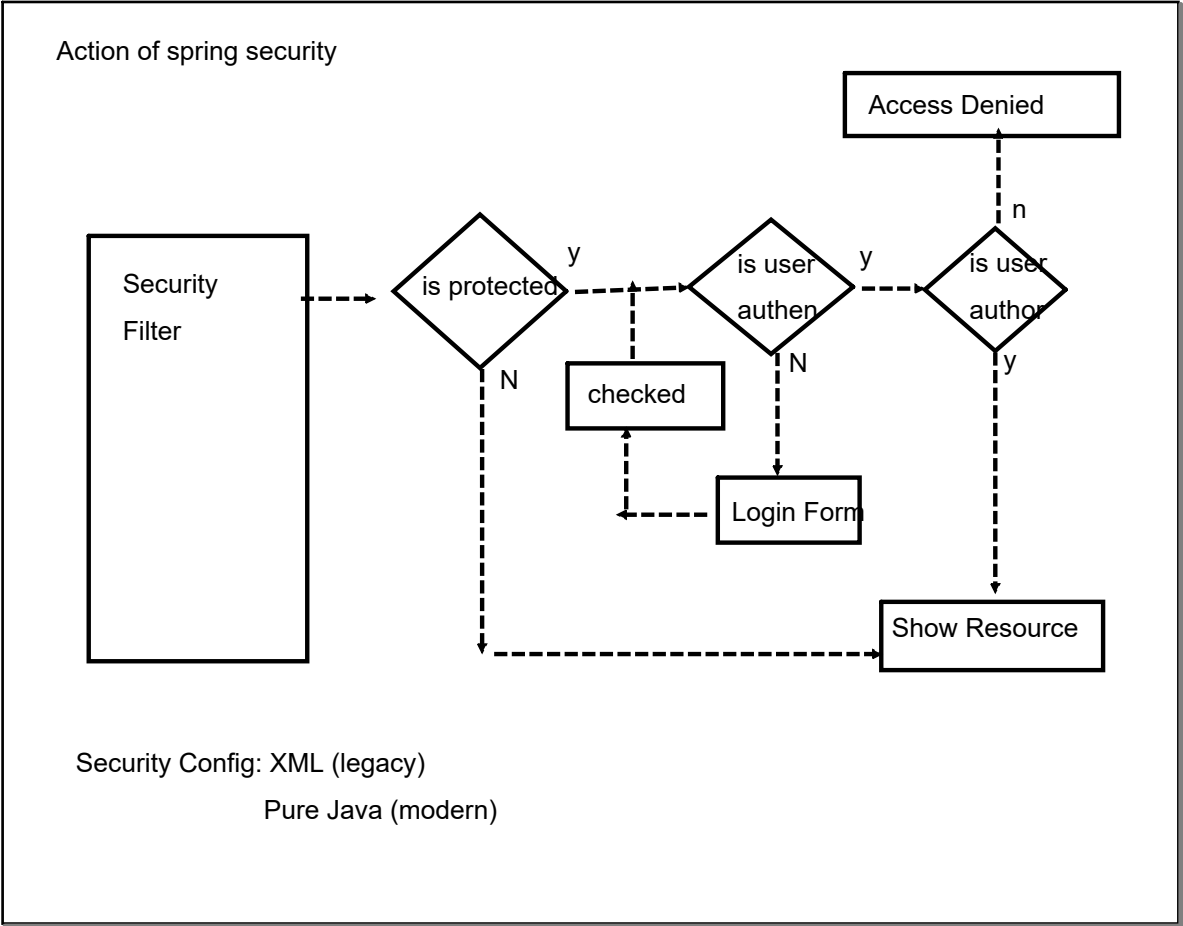 Action of spring security
Access Denied
n
Security
Filter
is protected
y
is user
authen
y
is user
author
N
checked
N
y
Login Form
Show Resource
Security Config: XML (legacy)
Pure Java (modern)